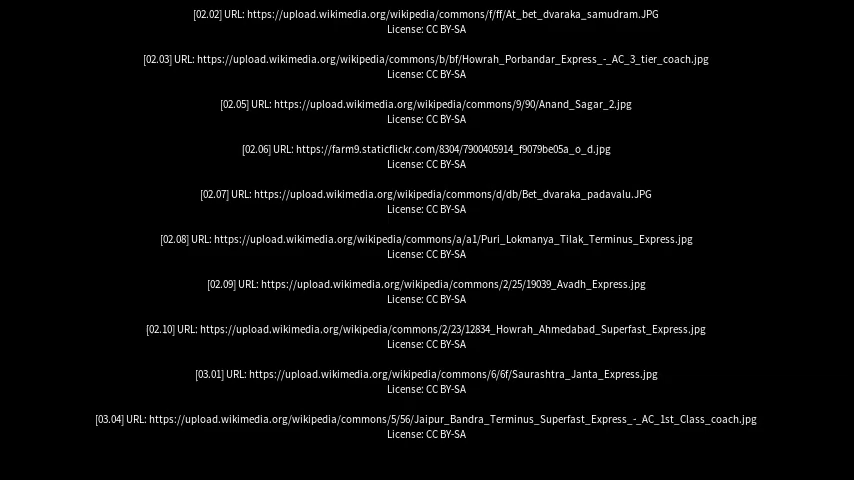 [02.02] URL: https://upload.wikimedia.org/wikipedia/commons/f/ff/At_bet_dvaraka_samudram.JPG
License: CC BY-SA
[02.03] URL: https://upload.wikimedia.org/wikipedia/commons/b/bf/Howrah_Porbandar_Express_-_AC_3_tier_coach.jpg
License: CC BY-SA
[02.05] URL: https://upload.wikimedia.org/wikipedia/commons/9/90/Anand_Sagar_2.jpg
License: CC BY-SA
[02.06] URL: https://farm9.staticflickr.com/8304/7900405914_f9079be05a_o_d.jpg
License: CC BY-SA
[02.07] URL: https://upload.wikimedia.org/wikipedia/commons/d/db/Bet_dvaraka_padavalu.JPG
License: CC BY-SA
[02.08] URL: https://upload.wikimedia.org/wikipedia/commons/a/a1/Puri_Lokmanya_Tilak_Terminus_Express.jpg
License: CC BY-SA
[02.09] URL: https://upload.wikimedia.org/wikipedia/commons/2/25/19039_Avadh_Express.jpg
License: CC BY-SA
[02.10] URL: https://upload.wikimedia.org/wikipedia/commons/2/23/12834_Howrah_Ahmedabad_Superfast_Express.jpg
License: CC BY-SA
[03.01] URL: https://upload.wikimedia.org/wikipedia/commons/6/6f/Saurashtra_Janta_Express.jpg
License: CC BY-SA
[03.04] URL: https://upload.wikimedia.org/wikipedia/commons/5/56/Jaipur_Bandra_Terminus_Superfast_Express_-_AC_1st_Class_coach.jpg
License: CC BY-SA